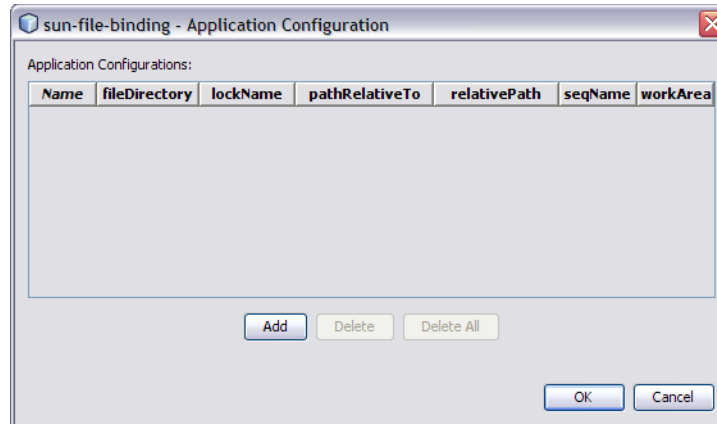 sun-file-binding - Application Configuration
Application Configurations:
Name fileDirectory lockName pathRelativeTo relativePath seqName workArea
Add Delete Delete All
OK Cancel